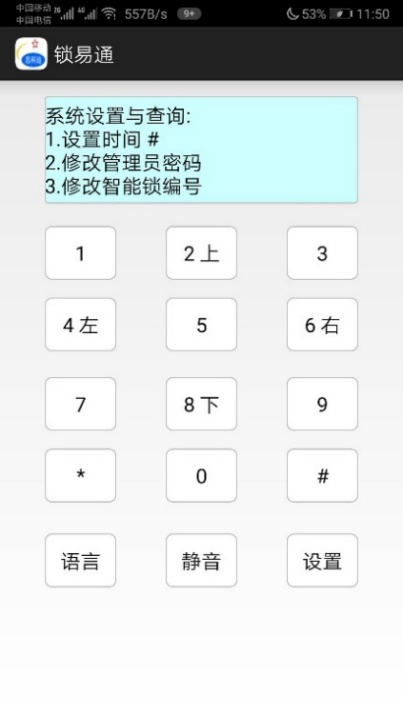 中国移动 2G 4G 557B/s 9+ 53% 11:50
中国电信
锁易通
系统设置与查询:
1.设置时间 #
2.修改管理员密码
3.修改智能锁编号
1 2 上 3
4 左 5 6 右
7 8 下 9
* 0 #
语言 静音 设置